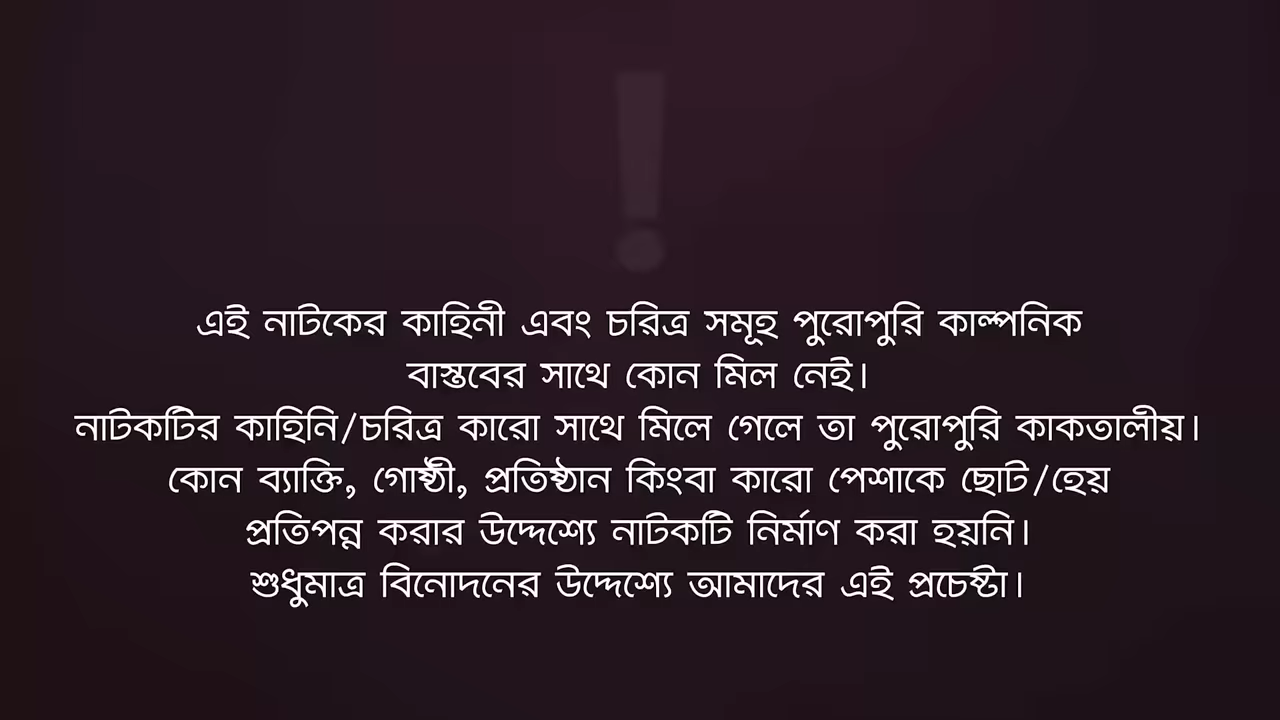 এই নাটকের কাহিনী এবং চরিত্র সমূহ পুরোপুরি কাল্পনিক
বাস্তবের সাথে কোন মিল নেই।
নাটকটির কাহিনি/চরিত্র কারো সাথে মিলে গেলে তা পুরোপুরি কাকতালীয়।
কোন ব্যাক্তি, গোষ্ঠী, প্রতিষ্ঠান কিংবা কারো পেশাকে ছোট/হেয়
প্রতিপন্ন করার উদ্দেশ্যে নাটকটি নির্মাণ করা হয়নি।
শুধুমাত্র বিনোদনের উদ্দেশ্যে আমাদের এই প্রচেষ্টা।